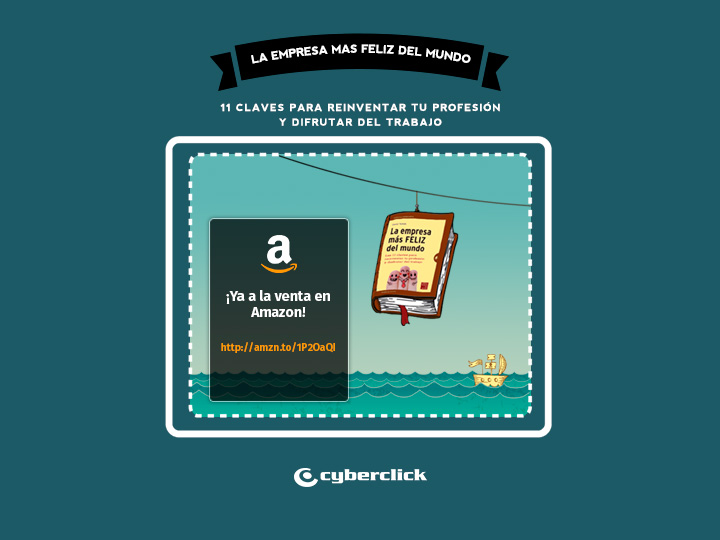 LA EMPRESA MAS FELIZ DEL MUNDO
11 CLAVES PARA REINVENTAR TU PROFESIÓN
Y DIFRUTAR DEL TRABAJO
a
¡Ya a la venta en
Amazon!
http://amzn.to/1P2OaQI
La empresa
más FELIZ
del mundo
cyberclick